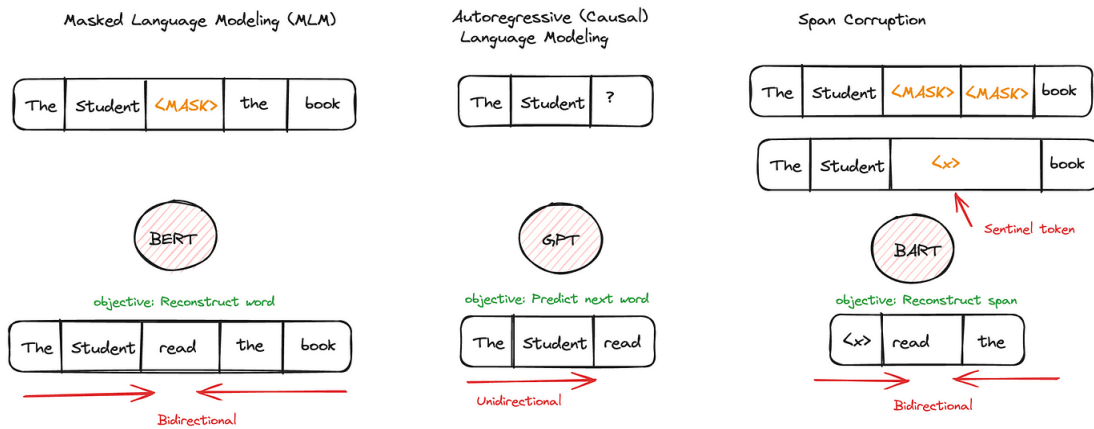 Masked Language Modeling (MLM)
The Student <MASK> the book
BERT
objective: Reconstruct word
The Student read the book
Bidirectional
Autoregressive (Causal)
Language Modeling
The Student ?
GPT
objective: Predict next word
The Student read
Unidirectional
Span Corruption
The Student <MASK> <MASK> book
The Student <x> book
Sentinel token
BART
objective: Reconstruct span
<x> read the
Bidirectional